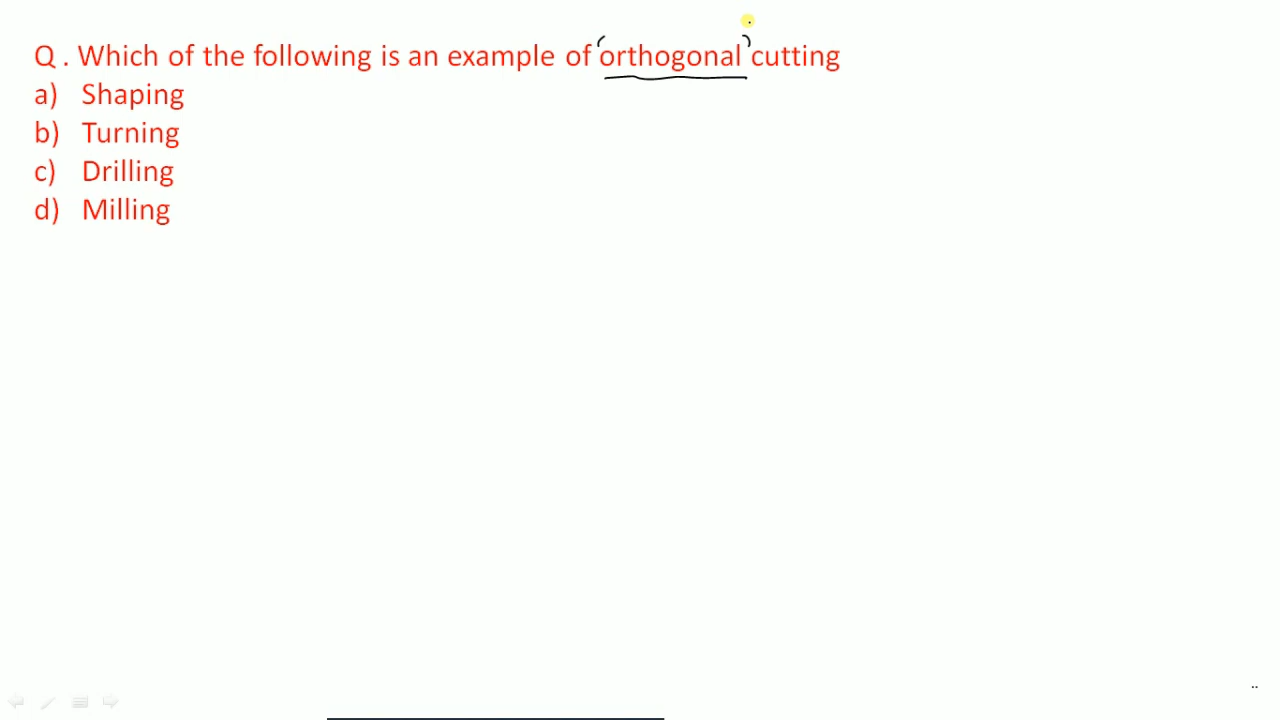 Q . Which of the following is an example of orthogonal cutting
a) Shaping
b) Turning
c) Drilling
d) Milling